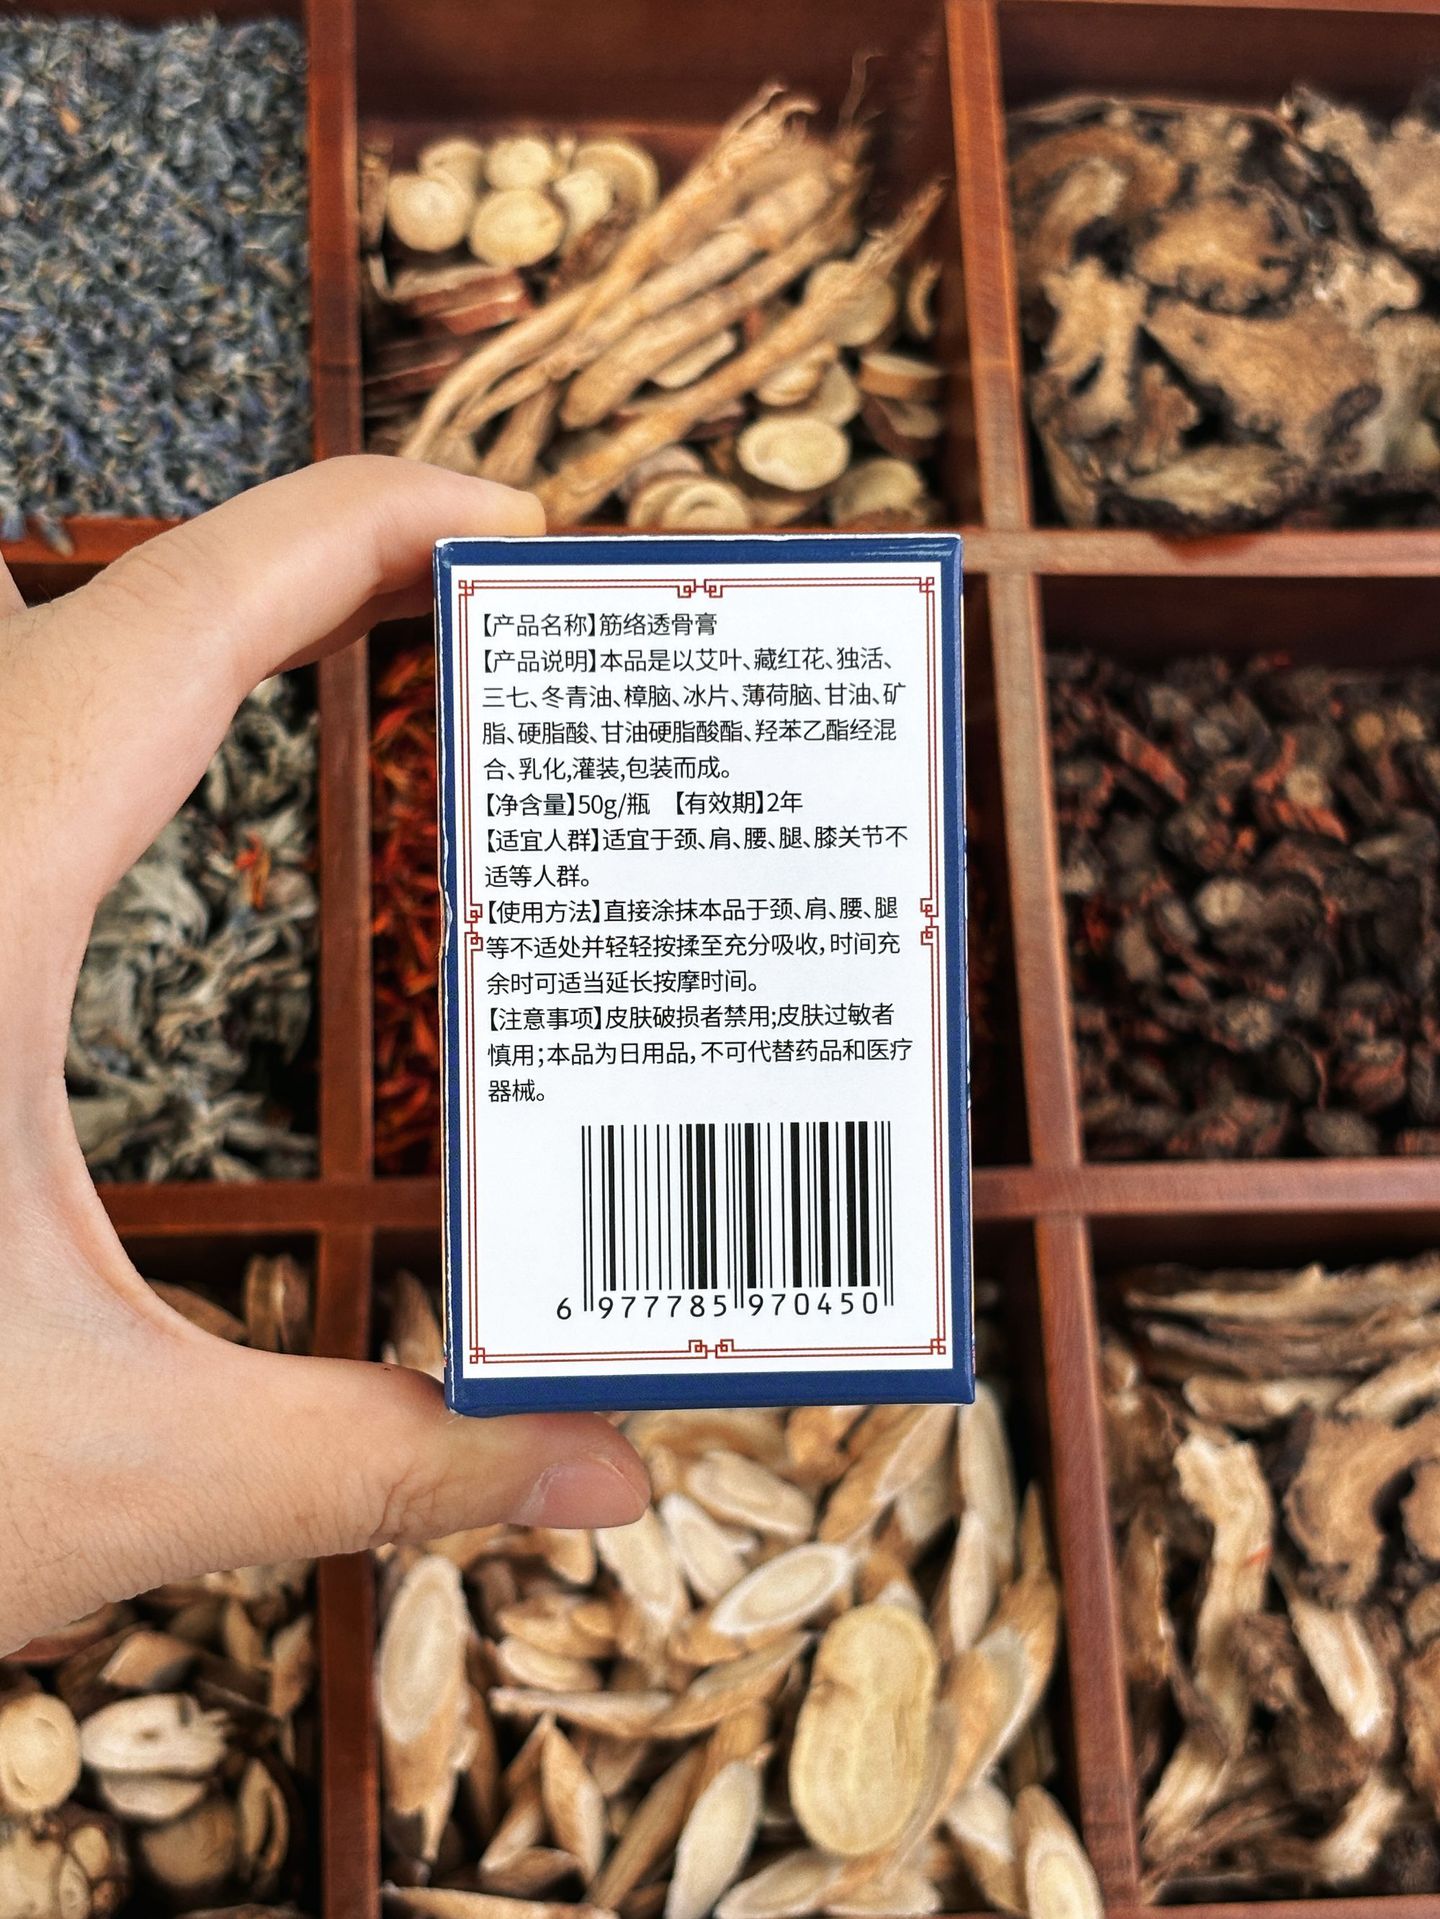 【产品名称】筋络透骨膏
【产品说明】本品是以艾叶、藏红花、独活、
三七、冬青油、樟脑、冰片、薄荷脑、甘油、矿
脂、硬脂酸、甘油硬脂酸酯、羟苯乙酯经混
合、乳化,灌装,包装而成。
【净含量】50g/瓶 【有效期】2年
【适宜人群】适宜于颈、肩、腰、腿、膝关节不
适等人群。
【使用方法】直接涂抹本品于颈、肩、腰、腿
等不适处并轻轻按揉至充分吸收,时间充
余时可适当延长按摩时间。
【注意事项】皮肤破损者禁用;皮肤过敏者
慎用;本品为日用品,不可代替药品和医疗
器械。
6 977785 970450